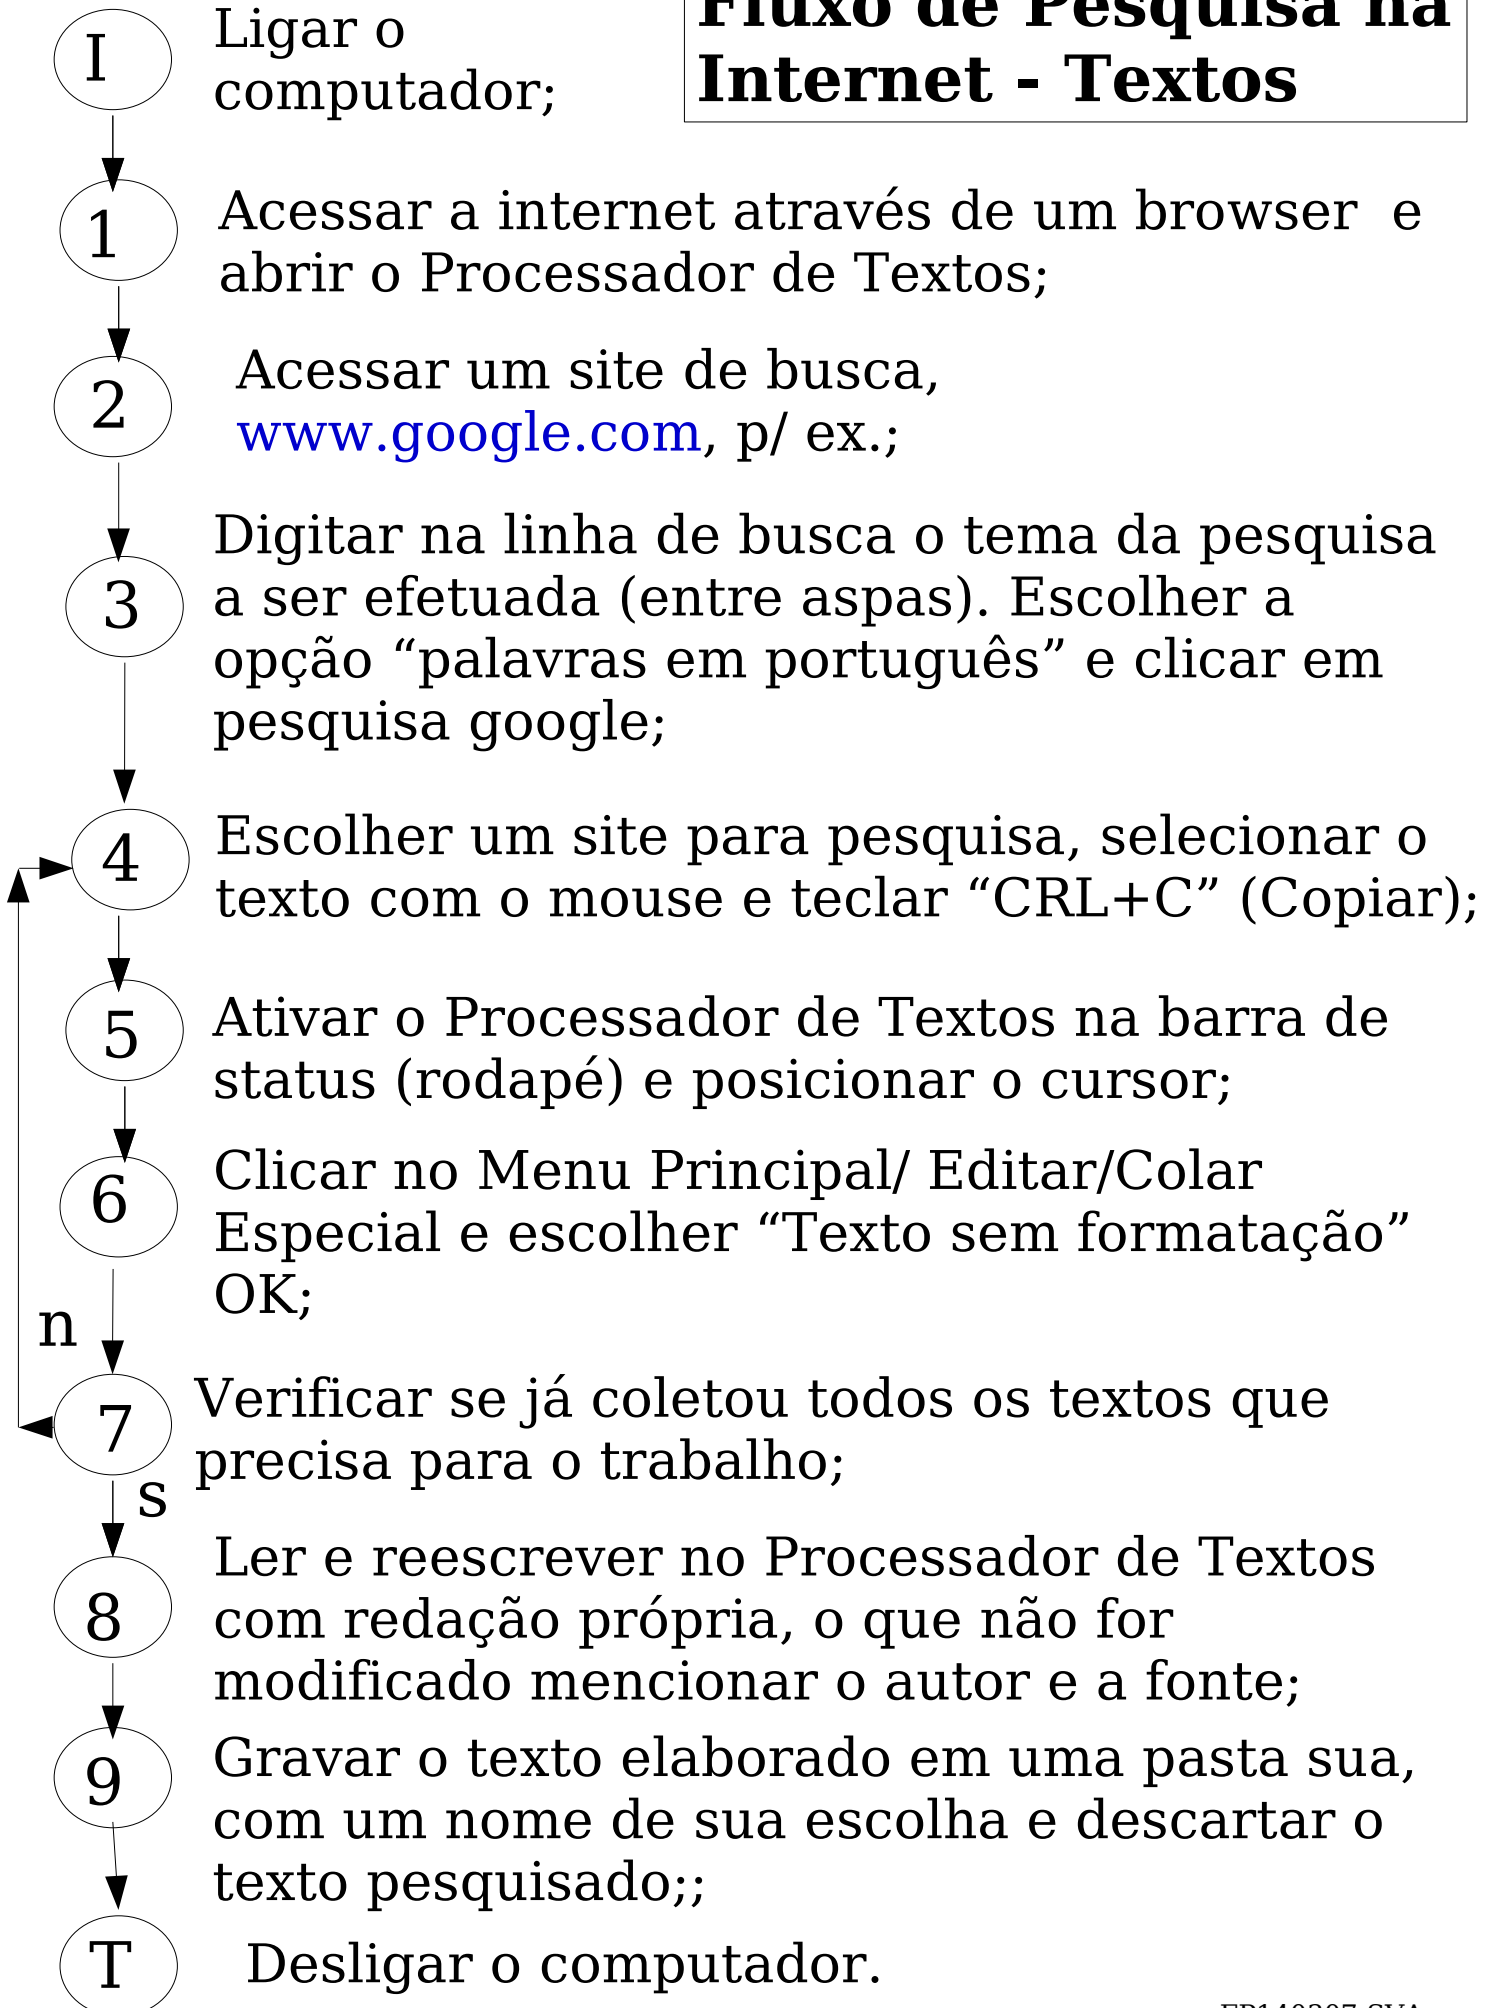 Fluxo de Pesquisa na
Internet - Textos
I
Ligar o
computador;
1
Acessar a internet através de um browser  e
abrir o Processador de Textos;
2
Acessar um site de busca,
www.google.com, p/ ex.;
3
Digitar na linha de busca o tema da pesquisa
a ser efetuada (entre aspas). Escolher a
opção “palavras em português” e clicar em
pesquisa google;
4
Escolher um site para pesquisa, selecionar o
texto com o mouse e teclar “CRL+C” (Copiar);
5
Ativar o Processador de Textos na barra de
status (rodapé) e posicionar o cursor;
6
Clicar no Menu Principal/ Editar/Colar
Especial e escolher “Texto sem formatação”
OK;
n
7
Verificar se já coletou todos os textos que
precisa para o trabalho;
s
8
Ler e reescrever no Processador de Textos
com redação própria, o que não for
modificado mencionar o autor e a fonte;
9
Gravar o texto elaborado em uma pasta sua,
com um nome de sua escolha e descartar o
texto pesquisado;;
T
Desligar o computador.